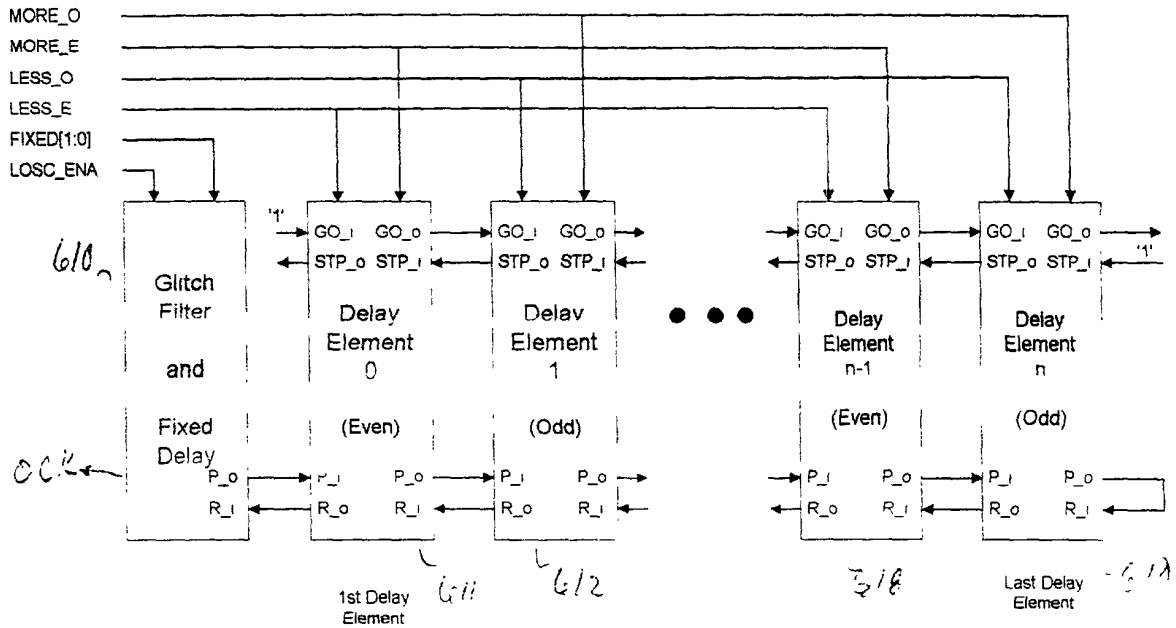 MORE_O
MORE_E
LESS_O
LESS_E
FIXED[1:0]
LOSC_ENA
610
Glitch
Filter
and
Fixed
Delay
P_o
R_i
OCK
'1'
GO_i GO_o
STP_o STP_i
Delay
Element
0
(Even)
P_i P_o
R_o R_i
611
1st Delay
Element
GO_i GO_o
STP_o STP_i
Delay
Element
1
(Odd)
P_i P_o
R_o R_i
612
GO_i GO_o
STP_o STP_i
Delay
Element
n-1
(Even)
P_i P_o
R_o R_i
GO_i GO_o
STP_o STP_i
'1'
Delay
Element
n
(Odd)
P_i P_o
R_o R_i
Last Delay
Element